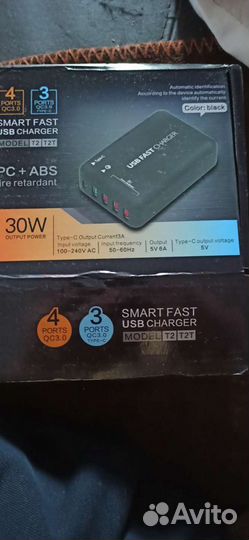 4 PORTS QC3.0
3 PORTS TYPE-C
SMART FAST
USB CHARGER
MODEL T2 T2T
PC + ABS
ire retardant
Automatic identification
According to the device automatically
identify the current
Color: black
USB FAST CHARGER
30W
OUTPUT POWER
Type-C Output Current3A
Input voltage
100-240V AC
Input frequency
50-60Hz
Output
5V 6A
Type-C output voltage
5V
4 PORTS QC3.0
3 PORTS QC3.0 TYPE-C
SMART FAST
USB CHARGER
MODEL T2 T2T
Avito